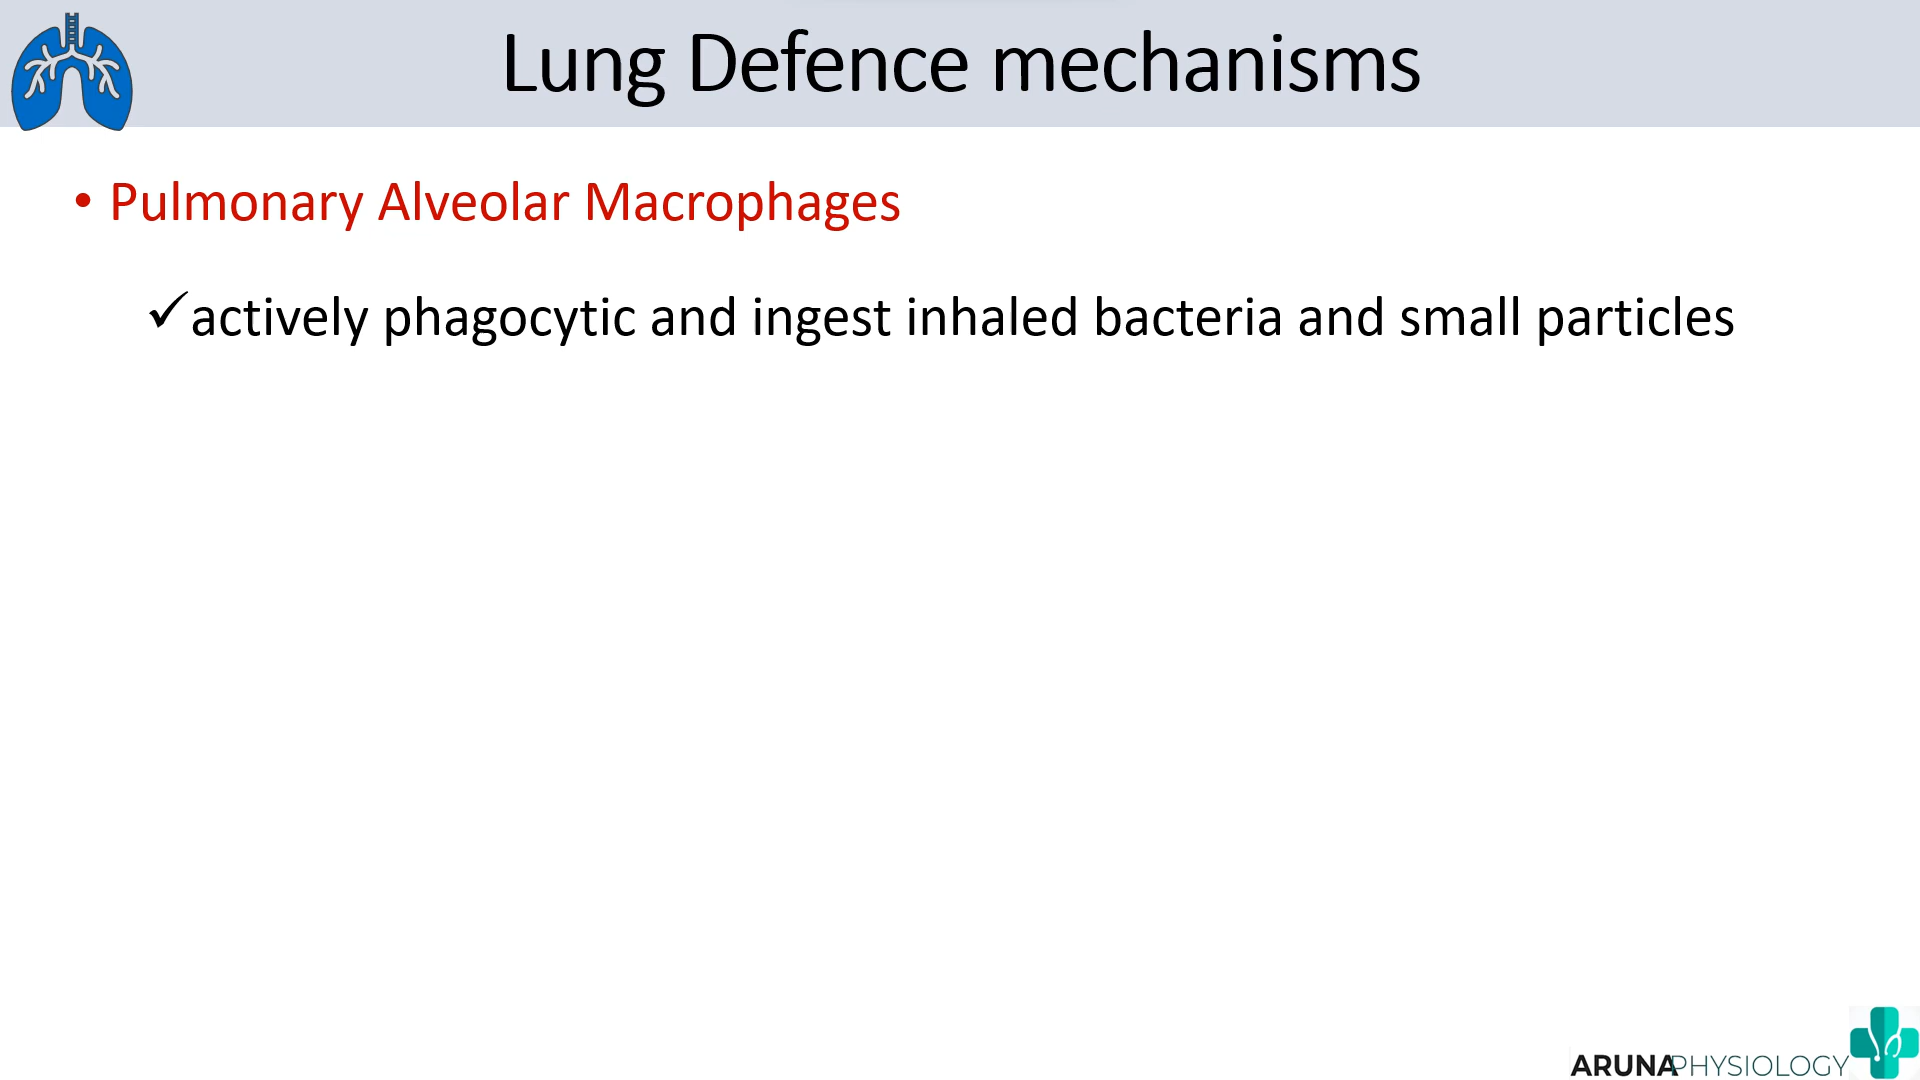 Lung Defence mechanisms
• Pulmonary Alveolar Macrophages
✓actively phagocytic and ingest inhaled bacteria and small particles
ARUNAPHYSIOLOGY